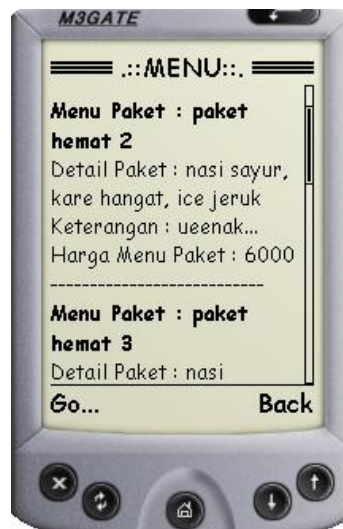 M3GATE
.::MENU::.
Menu Paket : paket
hemat 2
Detail Paket : nasi sayur,
kare hangat, ice jeruk
Keterangan : ueenak...
Harga Menu Paket : 6000
---------------------------
Menu Paket : paket
hemat 3
Detail Paket : nasi
Go... Back